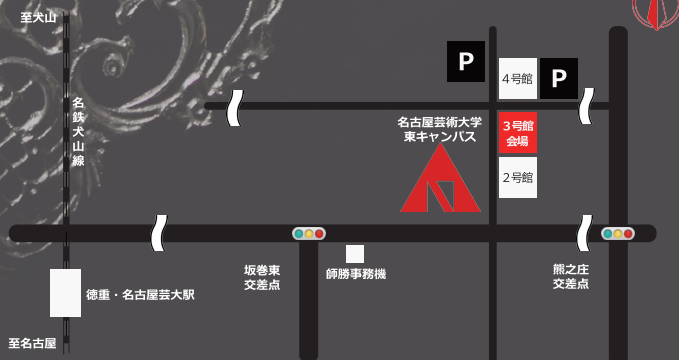 至犬山
P
4号館
P
名
鉄
犬
山
線
名古屋芸術大学
東キャンパス
3号館
会場
2号館
坂巻東
交差点
師勝事務機
熊之庄
交差点
徳重・名古屋芸大駅
至名古屋